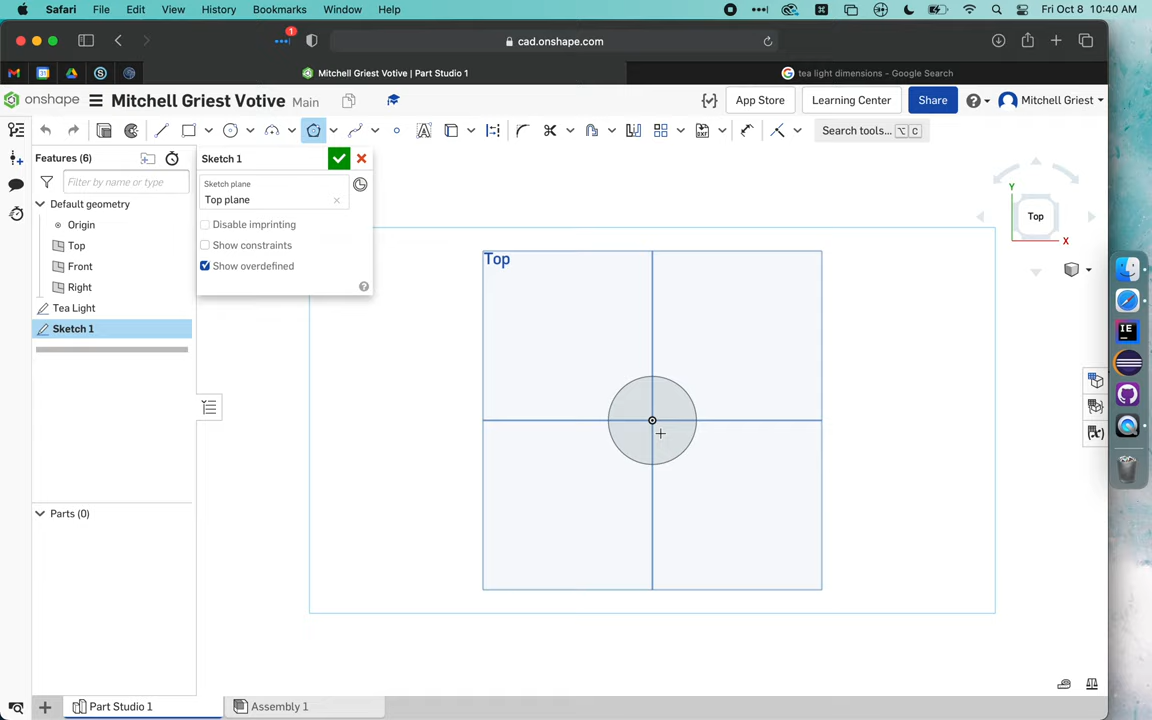 Safari File Edit View History Bookmarks Window Help Fri Oct 8 10:40 AM
1
cad.onshape.com
Mitchell Griest Votive | Part Studio 1
tea light dimensions - Google Search
onshape Mitchell Griest Votive Main App Store Learning Center Share Mitchell Griest
Search tools... ⌥ C
Features (6)
Filter by name or type
Default geometry
Origin
Top
Front
Right
Tea Light
Sketch 1
Parts (0)
Sketch 1
Sketch plane
Top plane
Disable imprinting
Show constraints
Show overdefined
Top
Y
Top
X
IE
Part Studio 1
Assembly 1